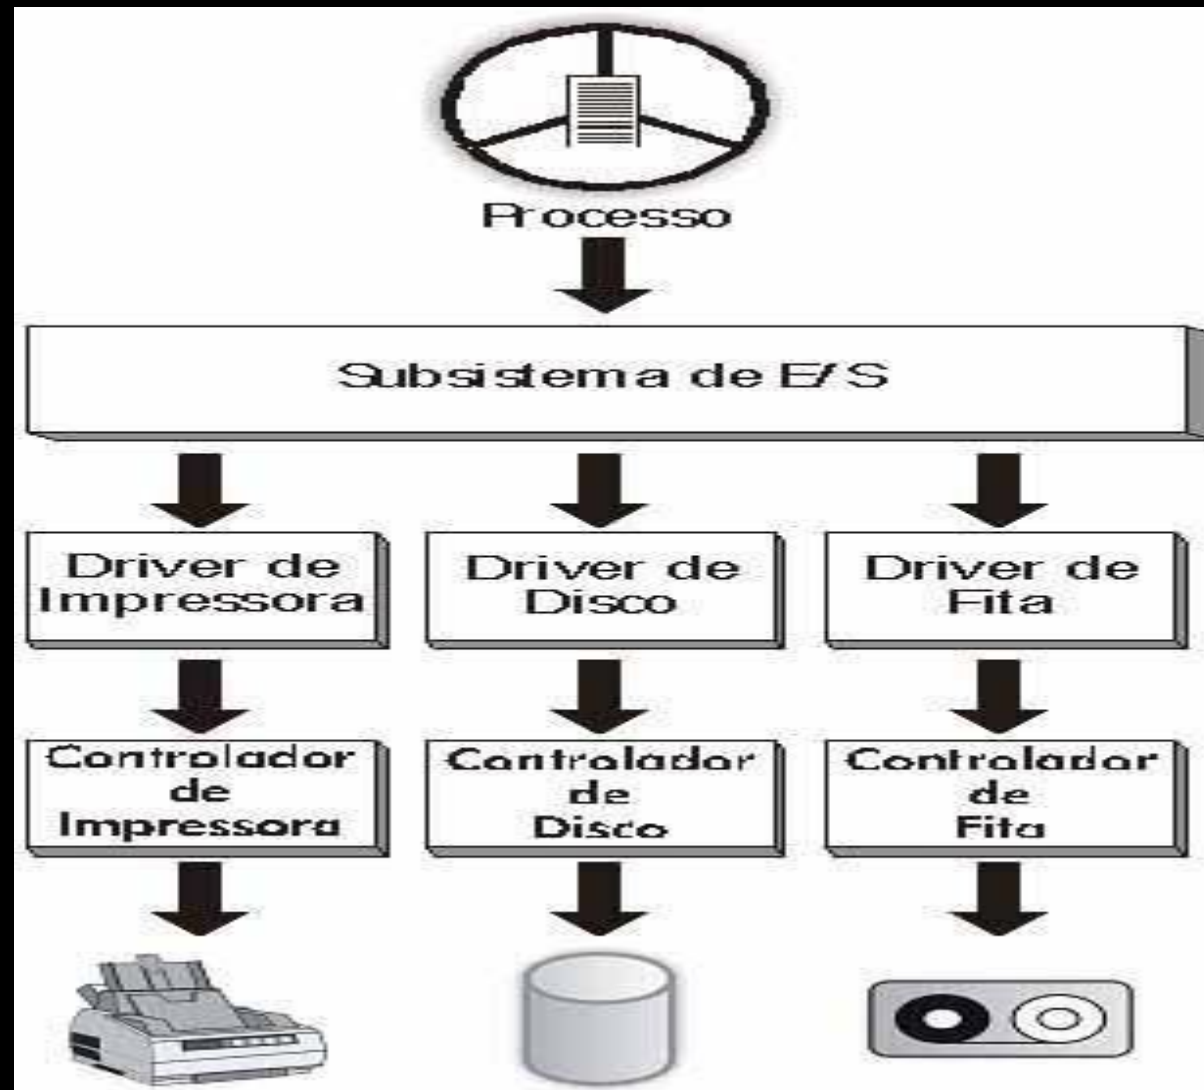 Processo
Subsistema de E/S
Driver de
Impressora
Driver de
Disco
Driver de
Fita
Controlador
de
Impressora
Controlador
de
Disco
Controlador
de
Fita